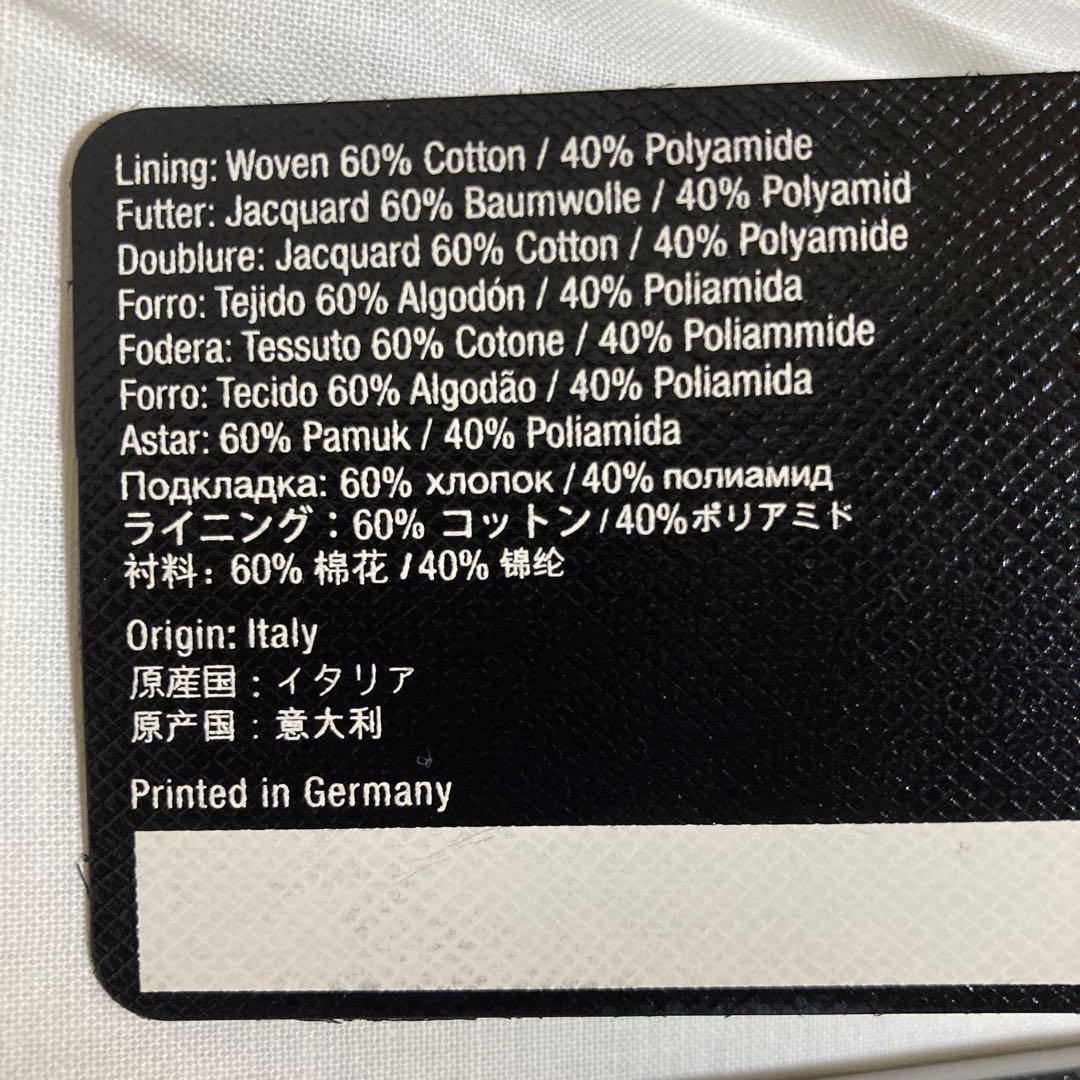 Lining: Woven 60% Cotton / 40% Polyamide
Futter: Jacquard 60% Baumwolle / 40% Polyamid
Doublure: Jacquard 60% Cotton / 40% Polyamide
Forro: Tejido 60% Algodón / 40% Poliamida
Fodera: Tessuto 60% Cotone / 40% Poliammide
Forro: Tecido 60% Algodão / 40% Poliamida
Astar: 60% Pamuk / 40% Poliamida
Подкладка: 60% хлопок / 40% полиамид
ライニング：60% コットン / 40%ポリアミド
衬料: 60% 棉花 / 40% 锦纶
Origin: Italy
原産国：イタリア
原产国：意大利
Printed in Germany